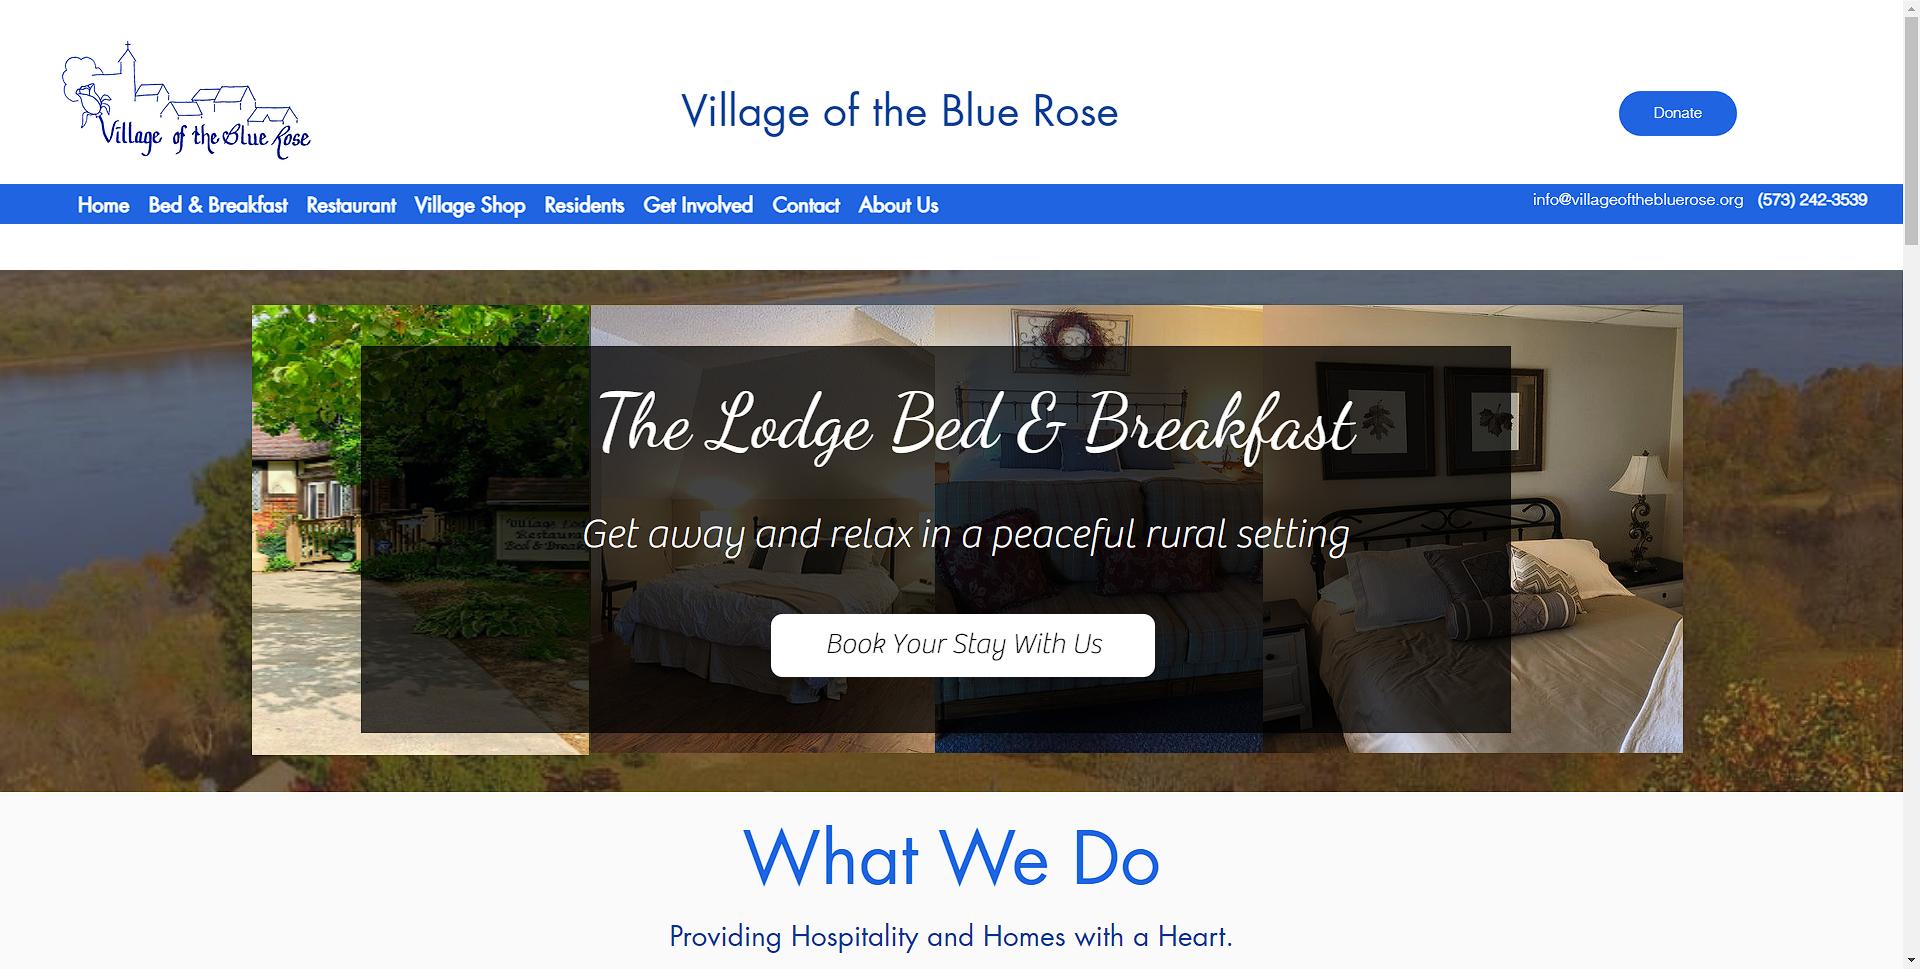 Village of the Blue Rose
Village of the Blue Rose
Donate
Home Bed & Breakfast Restaurant Village Shop Residents Get Involved Contact About Us
info@villageofthebluerose.org (573) 242-3539
The Lodge Bed & Breakfast
Get away and relax in a peaceful rural setting
Village
Restaurant
Bed &
Book Your Stay With Us
What We Do
Providing Hospitality and Homes with a Heart.